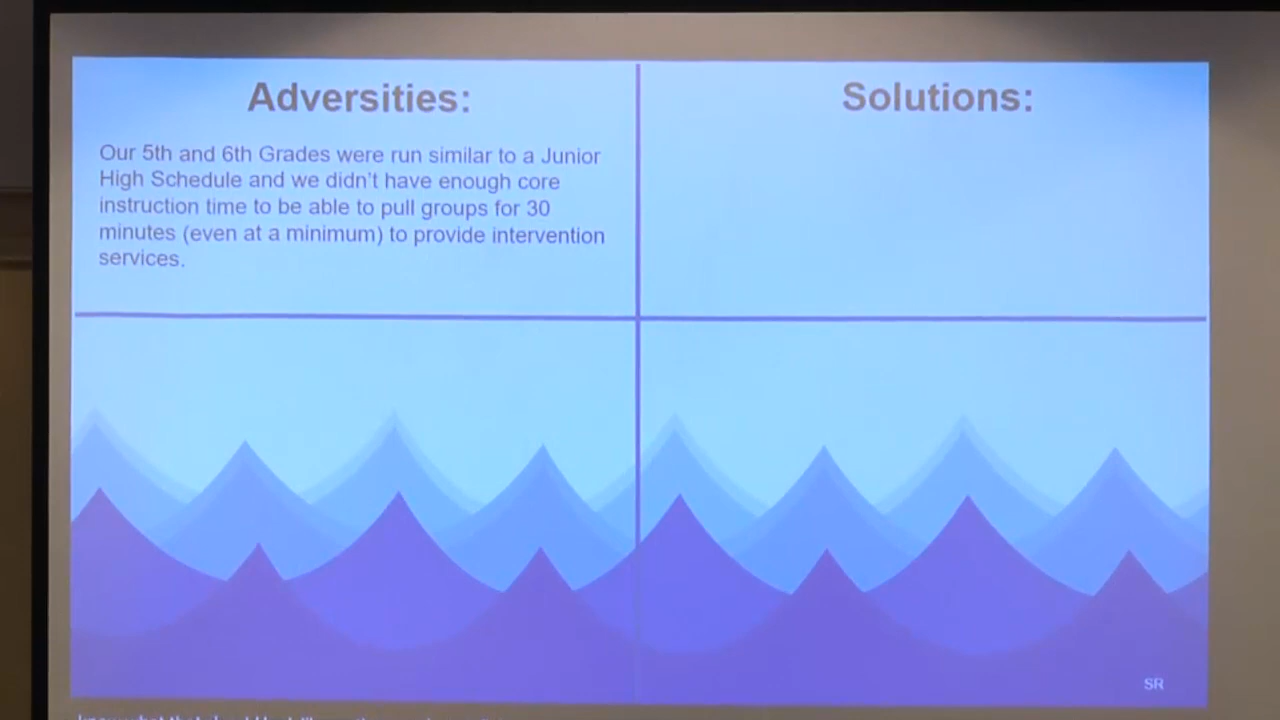 Adversities:
Our 5th and 6th Grades were run similar to a Junior
High Schedule and we didn't have enough core
instruction time to be able to pull groups for 30
minutes (even at a minimum) to provide intervention
services.
Solutions:
SR